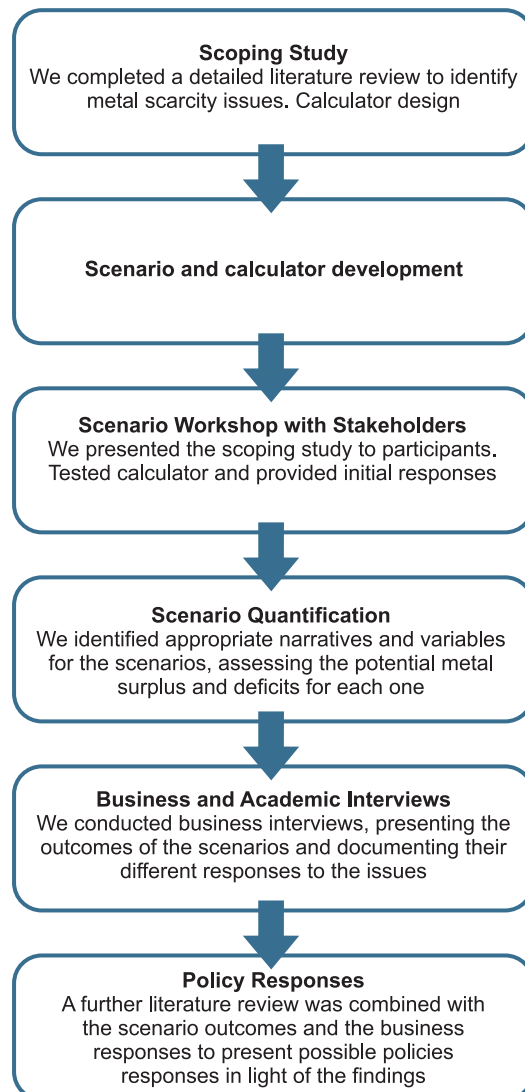 Scoping Study
We completed a detailed literature review to identify
metal scarcity issues. Calculator design
Scenario and calculator development
Scenario Workshop with Stakeholders
We presented the scoping study to participants.
Tested calculator and provided initial responses
Scenario Quantification
We identified appropriate narratives and variables
for the scenarios, assessing the potential metal
surplus and deficits for each one
Business and Academic Interviews
We conducted business interviews, presenting the
outcomes of the scenarios and documenting their
different responses to the issues
Policy Responses
A further literature review was combined with
the scenario outcomes and the business
responses to present possible policies
responses in light of the findings